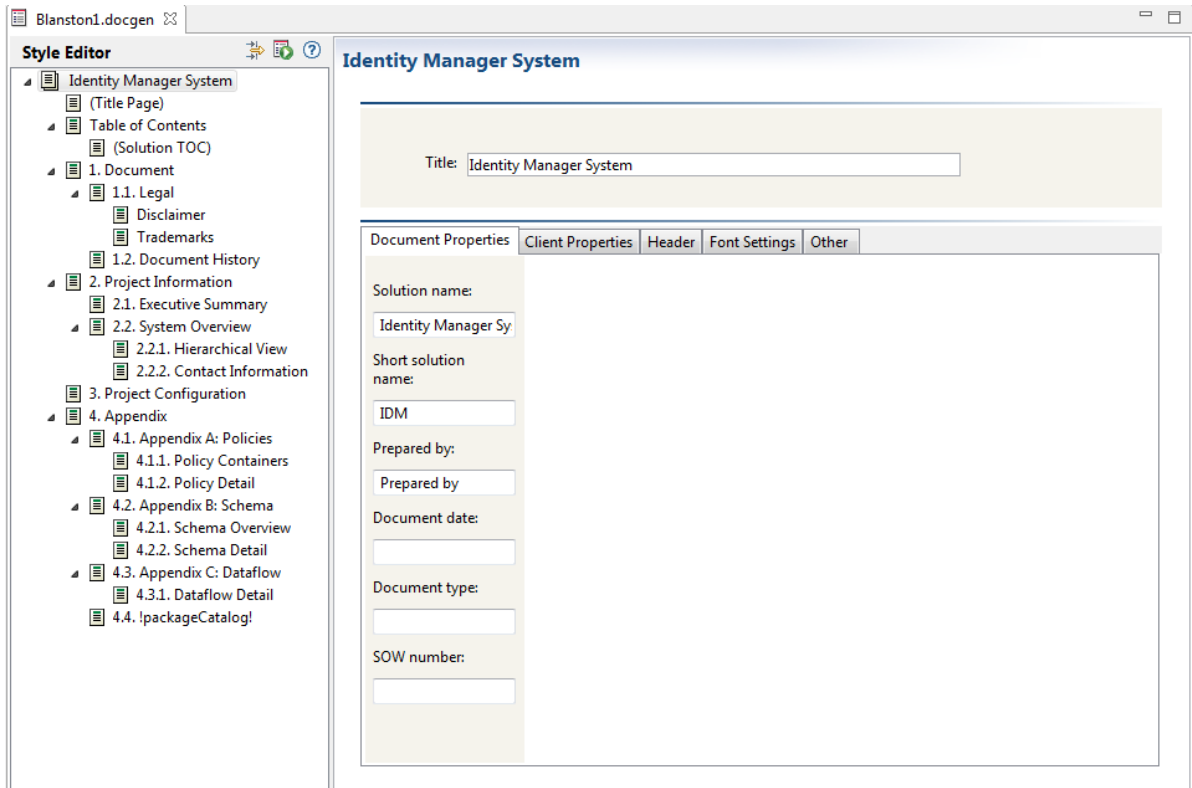 Blanston1.docgen
Style Editor
Identity Manager System
(Title Page)
Table of Contents
(Solution TOC)
1. Document
1.1. Legal
Disclaimer
Trademarks
1.2. Document History
2. Project Information
2.1. Executive Summary
2.2. System Overview
2.2.1. Hierarchical View
2.2.2. Contact Information
3. Project Configuration
4. Appendix
4.1. Appendix A: Policies
4.1.1. Policy Containers
4.1.2. Policy Detail
4.2. Appendix B: Schema
4.2.1. Schema Overview
4.2.2. Schema Detail
4.3. Appendix C: Dataflow
4.3.1. Dataflow Detail
4.4. !packageCatalog!
Identity Manager System
Title: Identity Manager System
Document Properties Client Properties Header Font Settings Other
Solution name:
Identity Manager Sy
Short solution
name:
IDM
Prepared by:
Prepared by
Document date:
Document type:
SOW number: